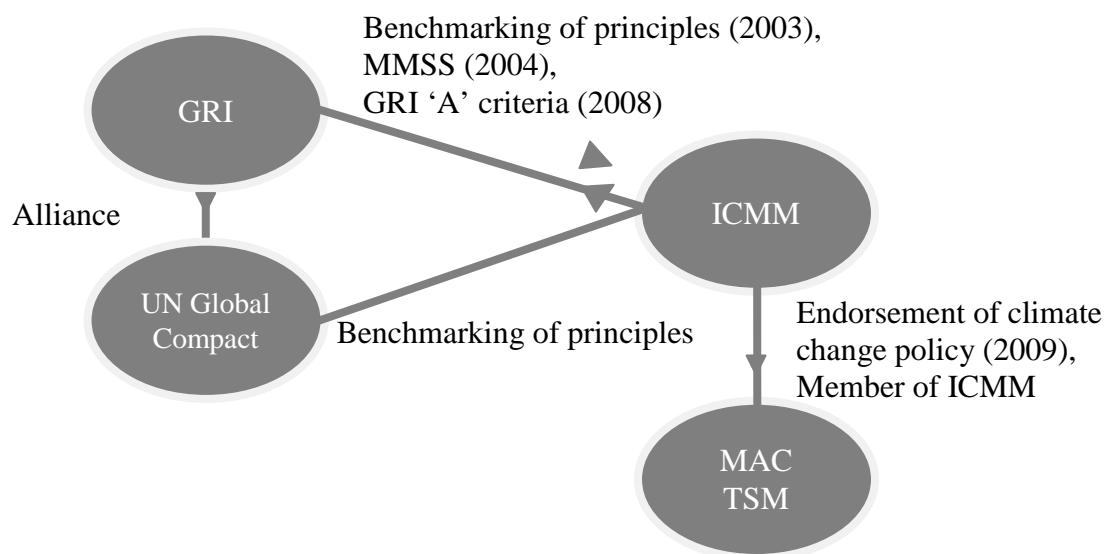 Benchmarking of principles (2003),
MMSS (2004),
GRI ‘A’ criteria (2008)
GRI
ICMM
Alliance
UN Global
Compact
Benchmarking of principles
Endorsement of climate
change policy (2009),
Member of ICMM
MAC
TSM